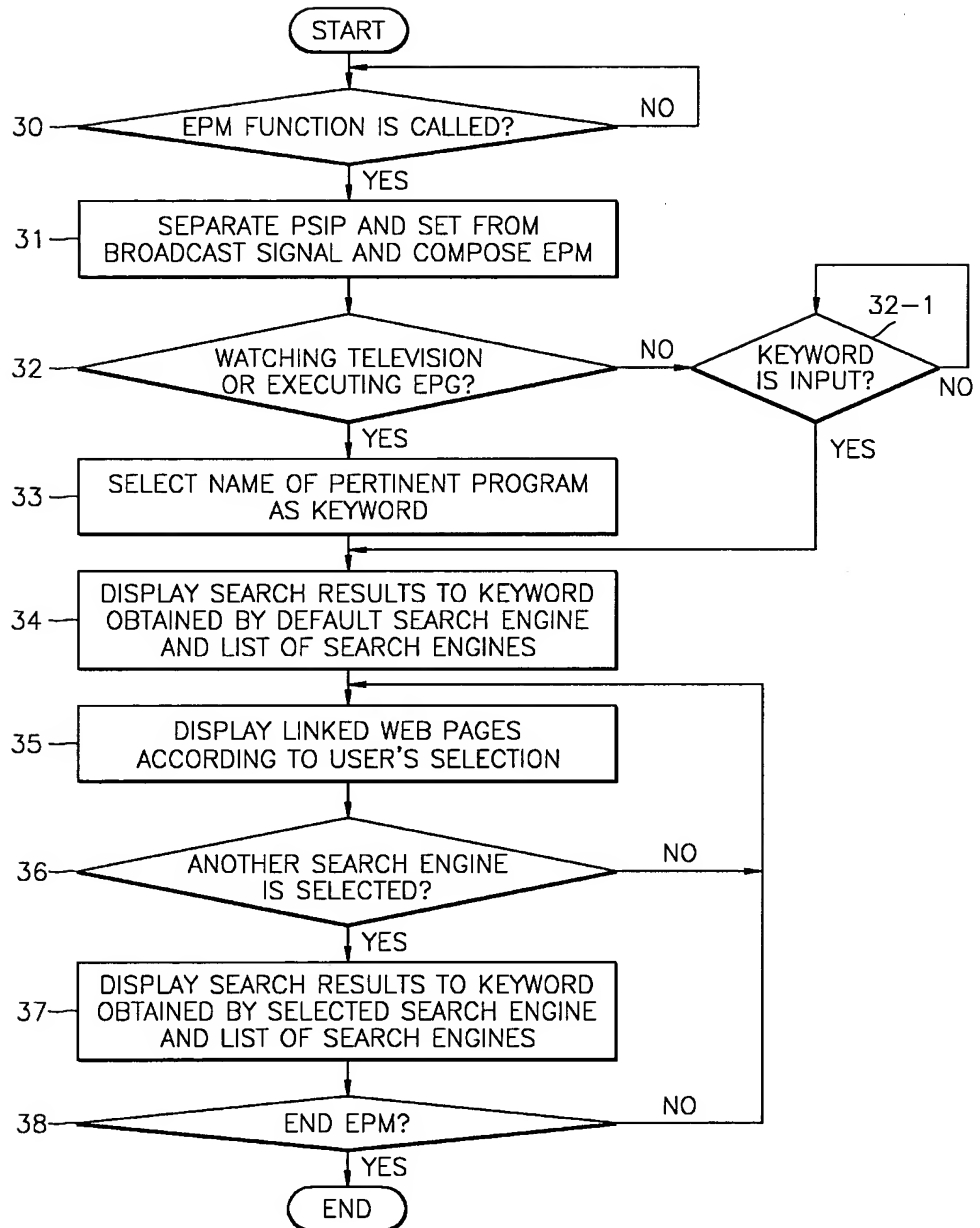 START
30
EPM FUNCTION IS CALLED?
NO
YES
31
SEPARATE PSIP AND SET FROM
BROADCAST SIGNAL AND COMPOSE EPM
32
WATCHING TELEVISION
OR EXECUTING EPG?
NO
32-1
KEYWORD
IS INPUT?
NO
YES
YES
33
SELECT NAME OF PERTINENT PROGRAM
AS KEYWORD
34
DISPLAY SEARCH RESULTS TO KEYWORD
OBTAINED BY DEFAULT SEARCH ENGINE
AND LIST OF SEARCH ENGINES
35
DISPLAY LINKED WEB PAGES
ACCORDING TO USER'S SELECTION
36
ANOTHER SEARCH ENGINE
IS SELECTED?
NO
YES
37
DISPLAY SEARCH RESULTS TO KEYWORD
OBTAINED BY SELECTED SEARCH ENGINE
AND LIST OF SEARCH ENGINES
38
END EPM?
NO
YES
END